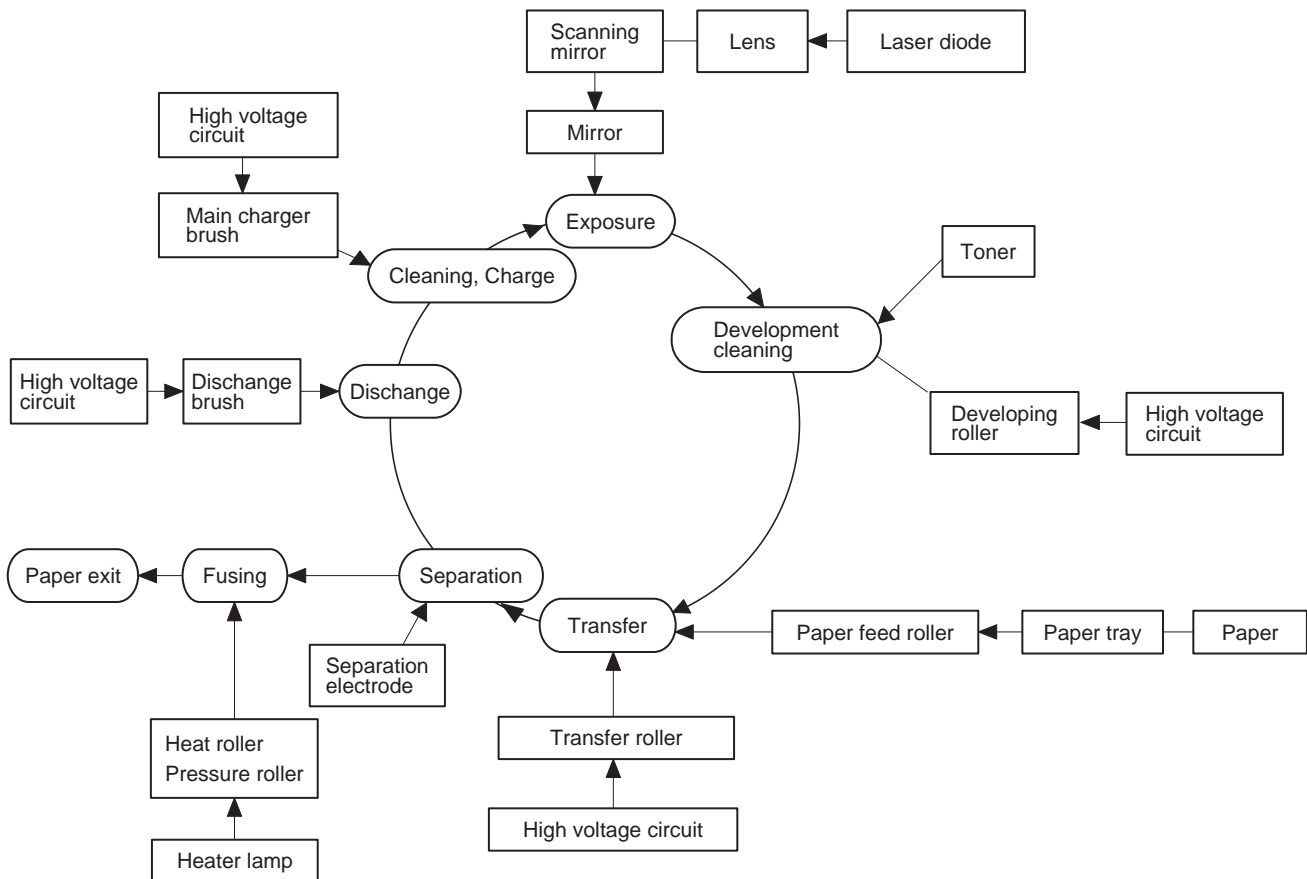 Scanning
mirror
Lens
Laser diode
High voltage
circuit
Mirror
Main charger
brush
Exposure
Toner
Cleaning, Charge
Development
cleaning
High voltage
circuit
Dischange
brush
Dischange
Developing
roller
High voltage
circuit
Paper exit
Fusing
Separation
Transfer
Paper feed roller
Paper tray
Paper
Separation
electrode
Heat roller
Pressure roller
Transfer roller
High voltage circuit
Heater lamp